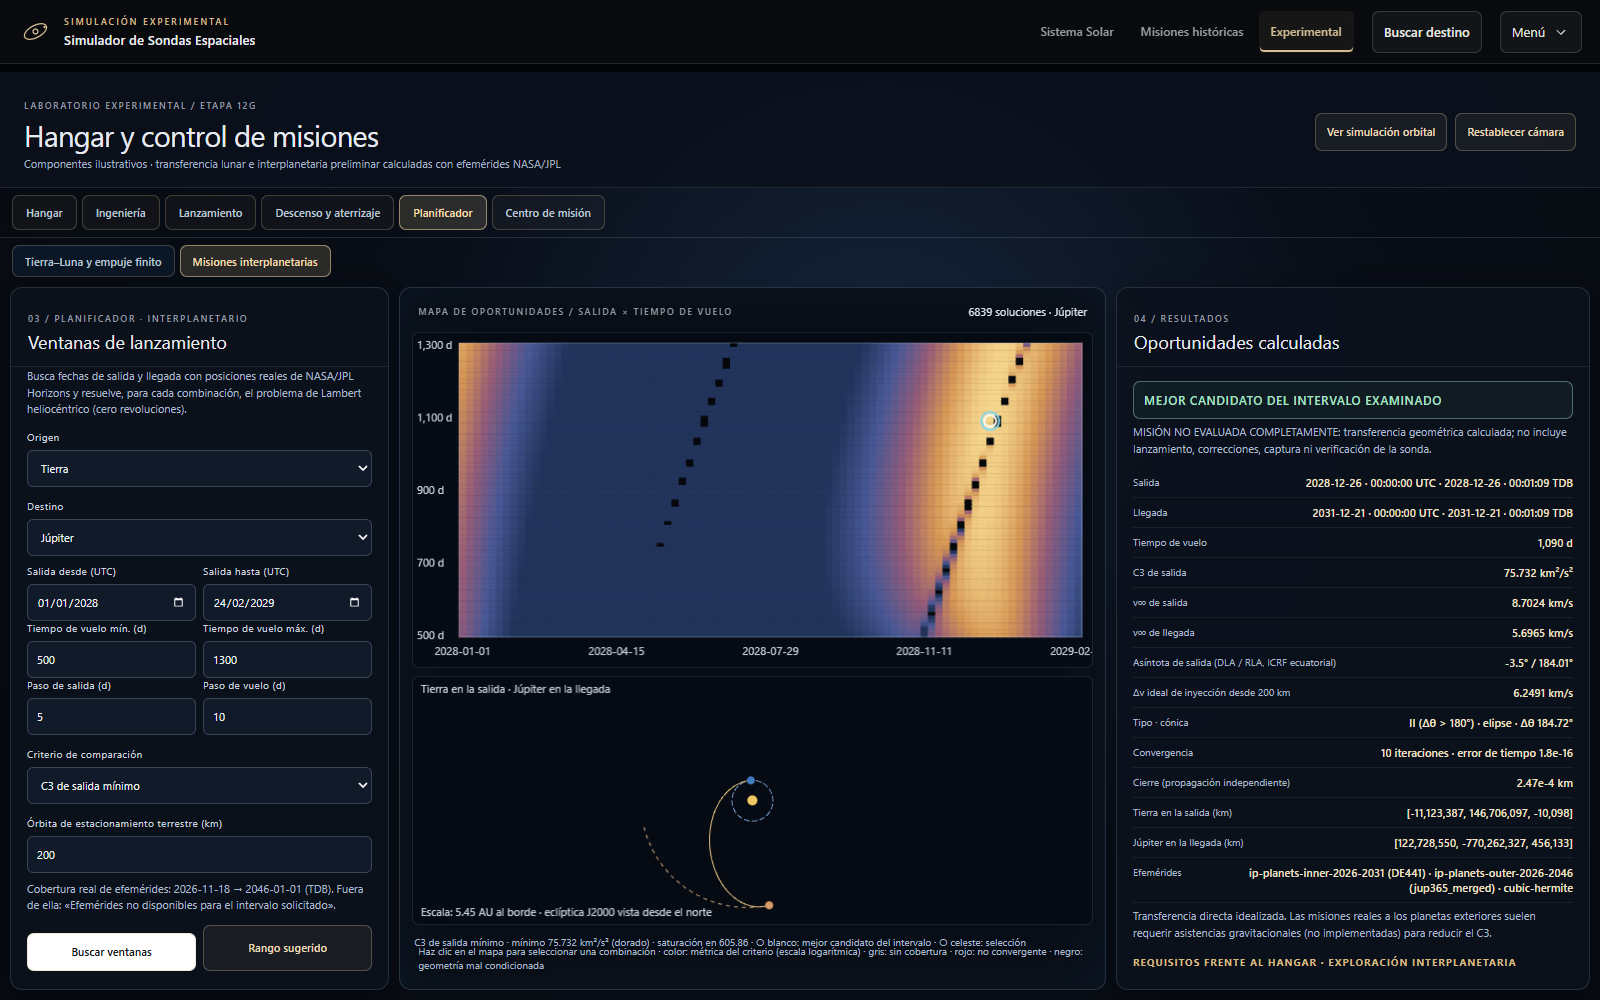 SIMULACIÓN EXPERIMENTAL
Simulador de Sondas Espaciales
Sistema Solar
Misiones históricas
Experimental
Buscar destino
Menú
LABORATORIO EXPERIMENTAL / ETAPA 12G
Hangar y control de misiones
Componentes ilustrativos · transferencia lunar e interplanetaria preliminar calculadas con efemérides NASA/JPL
Ver simulación orbital
Restablecer cámara
Hangar
Ingeniería
Lanzamiento
Descenso y aterrizaje
Planificador
Centro de misión
Tierra–Luna y empuje finito
Misiones interplanetarias
03 / PLANIFICADOR · INTERPLANETARIO
Ventanas de lanzamiento
Busca fechas de salida y llegada con posiciones reales de NASA/JPL
Horizons y resuelve, para cada combinación, el problema de Lambert
heliocéntrico (cero revoluciones).
Origen
Tierra
Destino
Júpiter
Salida desde (UTC)
Salida hasta (UTC)
01/01/2028
24/02/2029
Tiempo de vuelo mín. (d)
Tiempo de vuelo máx. (d)
500
1300
Paso de salida (d)
Paso de vuelo (d)
5
10
Criterio de comparación
C3 de salida mínimo
Órbita de estacionamiento terrestre (km)
200
Cobertura real de efemérides: 2026-11-18 → 2046-01-01 (TDB). Fuera
de ella: «Efemérides no disponibles para el intervalo solicitado».
Buscar ventanas
Rango sugerido
MAPA DE OPORTUNIDADES / SALIDA × TIEMPO DE VUELO
6839 soluciones · Júpiter
1,300 d
1,100 d
900 d
700 d
500 d
2028-01-01
2028-04-15
2028-07-29
2028-11-11
2029-02-
Tierra en la salida · Júpiter en la llegada
Escala: 5.45 AU al borde · eclíptica J2000 vista desde el norte
C3 de salida mínimo · mínimo 75.732 km²/s² (dorado) · saturación en 605.86 · O blanco: mejor candidato del intervalo · O celeste: selección
Haz clic en el mapa para seleccionar una combinación · color: métrica del criterio (escala logarítmica) · gris: sin cobertura · rojo: no convergente · negro:
geometría mal condicionada
04 / RESULTADOS
Oportunidades calculadas
MEJOR CANDIDATO DEL INTERVALO EXAMINADO
MISIÓN NO EVALUADA COMPLETAMENTE: transferencia geométrica calculada; no incluye
lanzamiento, correcciones, captura ni verificación de la sonda.
Salida
2028-12-26 · 00:00:00 UTC · 2028-12-26 · 00:01:09 TDB
Llegada
2031-12-21 · 00:00:00 UTC · 2031-12-21 · 00:01:09 TDB
Tiempo de vuelo
1,090 d
C3 de salida
75.732 km²/s²
v∞ de salida
8.7024 km/s
v∞ de llegada
5.6965 km/s
Asíntota de salida (DLA / RLA, ICRF ecuatorial)
-3.5° / 184.01°
Δv ideal de inyección desde 200 km
6.2491 km/s
Tipo · cónica
II (Δθ > 180°) · elipse · Δθ 184.72°
Convergencia
10 iteraciones · error de tiempo 1.8e-16
Cierre (propagación independiente)
2.47e-4 km
Tierra en la salida (km)
[-11,123,387, 146,706,097, -10,098]
Júpiter en la llegada (km)
[122,728,550, -770,262,327, 456,133]
Efemérides
ip-planets-inner-2026-2031 (DE441) · ip-planets-outer-2026-2046
(jup365_merged) · cubic-hermite
Transferencia directa idealizada. Las misiones reales a los planetas exteriores suelen
requerir asistencias gravitacionales (no implementadas) para reducir el C3.
REQUISITOS FRENTE AL HANGAR · EXPLORACIÓN INTERPLANETARIA